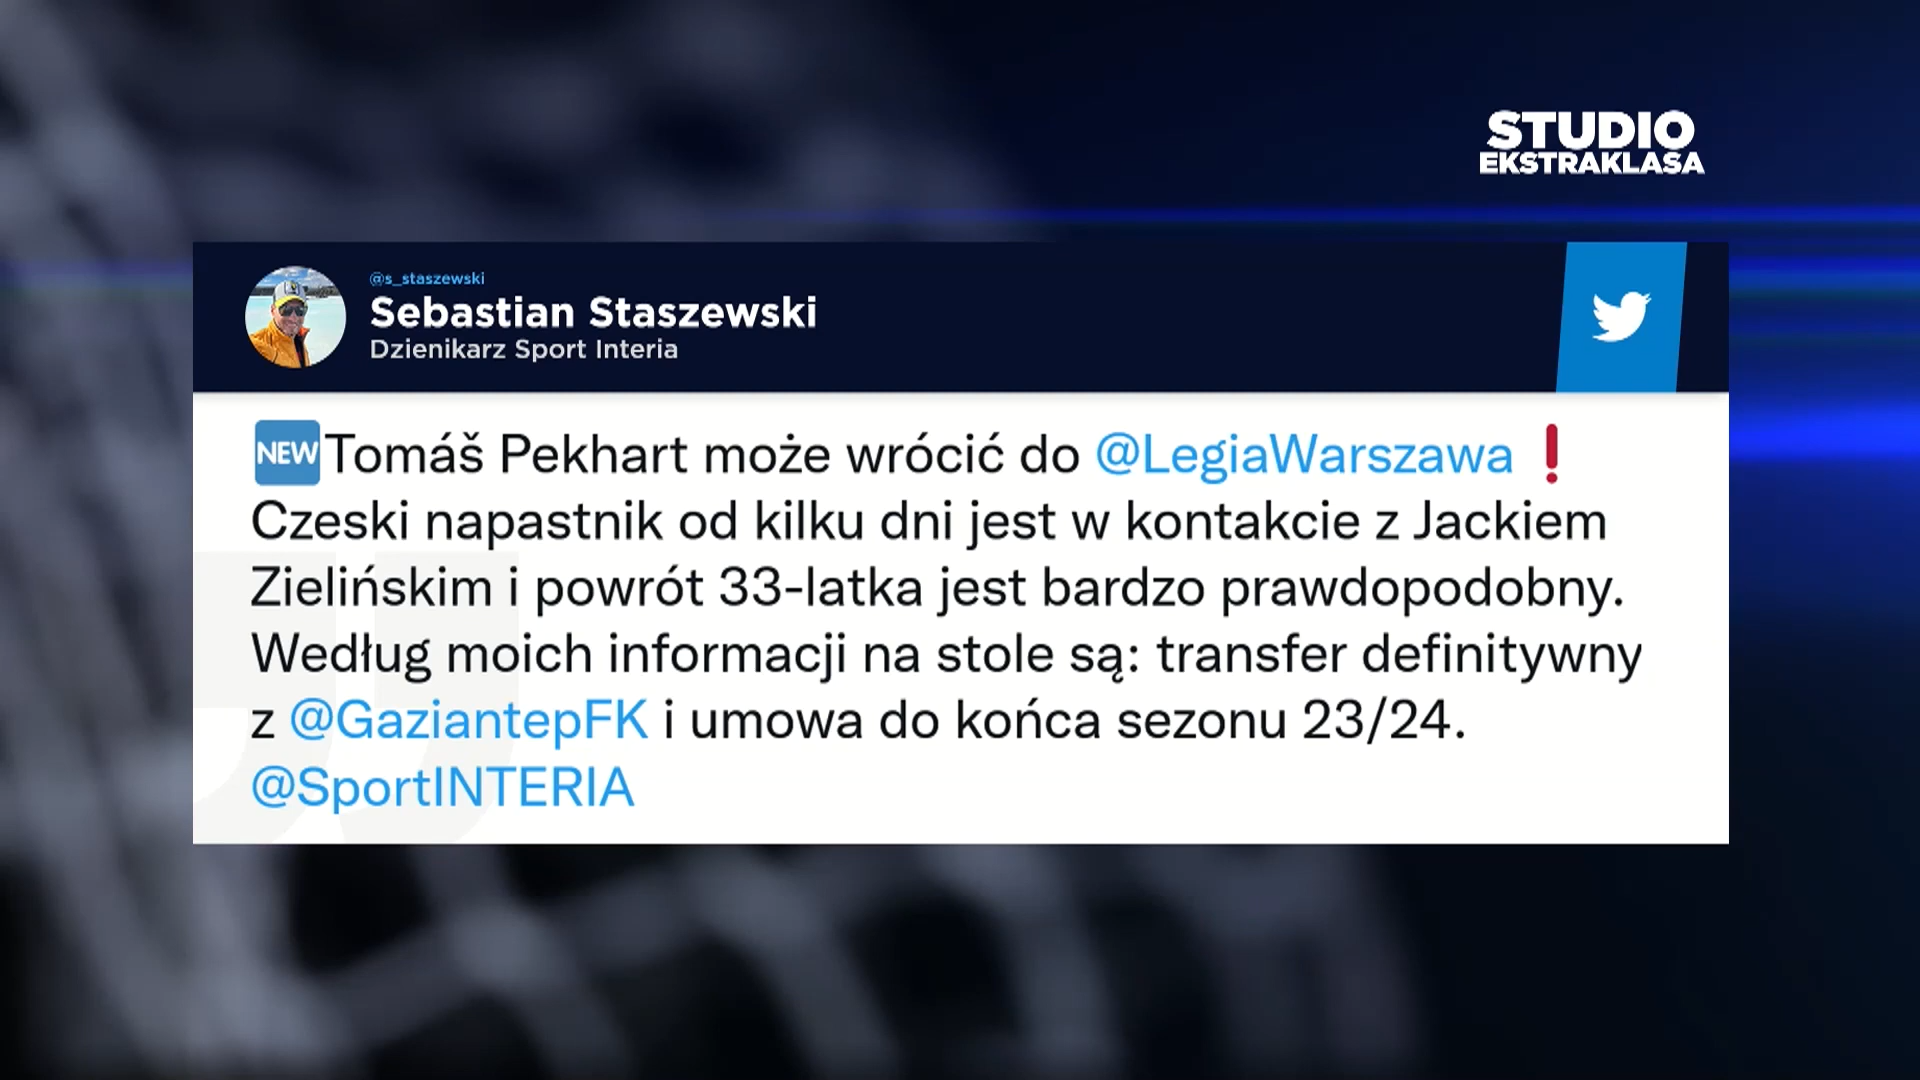 STUDIO
EKSTRAKLASA
@s_staszewski
Sebastian Staszewski
Dzienikarz Sport Interia
🆕Tomáš Pekhart może wrócić do @LegiaWarszawa❗
Czeski napastnik od kilku dni jest w kontakcie z Jackiem
Zielińskim i powrót 33-latka jest bardzo prawdopodobny.
Według moich informacji na stole są: transfer definitywny
z @GaziantepFK i umowa do końca sezonu 23/24.
@SportINTERIA